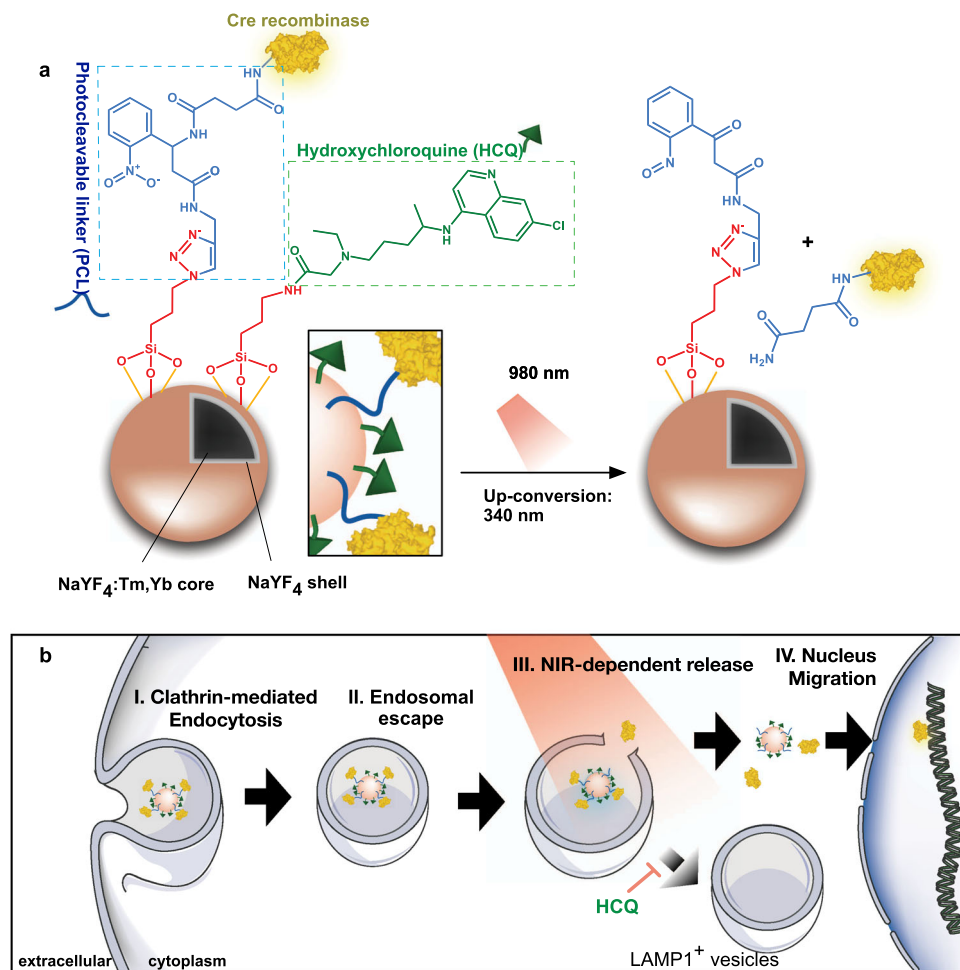 Cre recombinase
a
Photocleavable linker (PCL)
HN
O
O
NH
N⁺
O
O⁻
O
HN
N⁻
N
N
Hydroxychloroquine (HCQ)
N
Cl
N
H
N
O
NH
Si
O
O
O
Si
O
O
O
NaYF4:Tm,Yb core
NaYF4 shell
980 nm
Up-conversion:
340 nm
O
N
O
O
HN
N⁻
N
N
Si
O
O
O
+
HN
O
O
H2N
b
I. Clathrin-mediated
Endocytosis
II. Endosomal
escape
III. NIR-dependent release
IV. Nucleus
Migration
HCQ
LAMP1+ vesicles
extracellular
cytoplasm